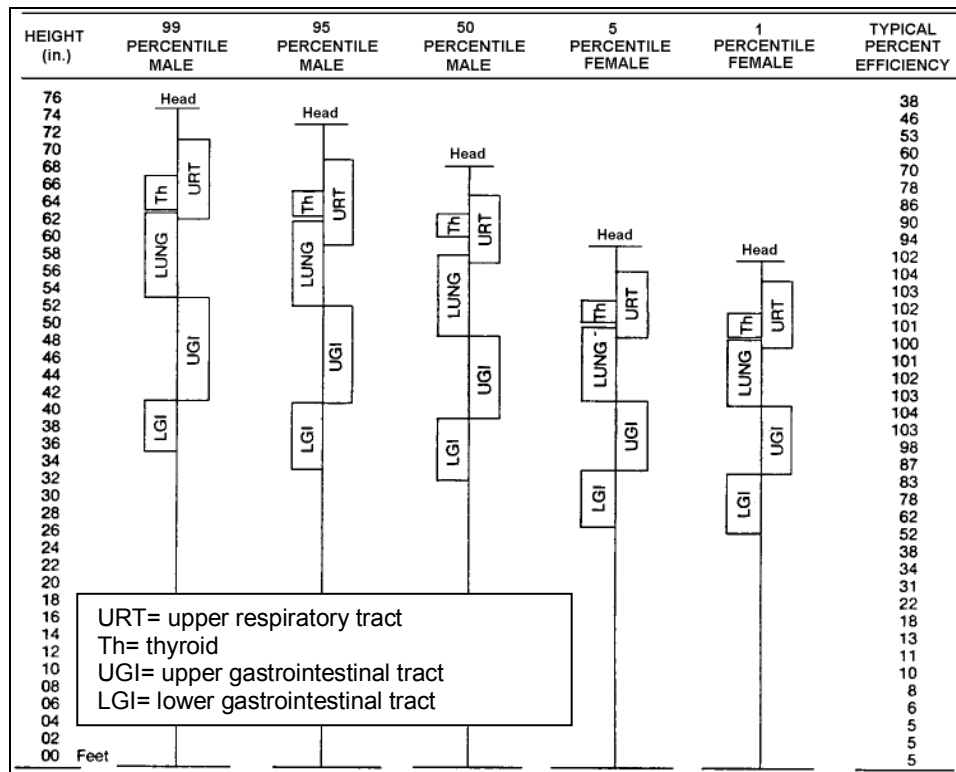 HEIGHT (in.) 99 PERCENTILE MALE 95 PERCENTILE MALE 50 PERCENTILE MALE 5 PERCENTILE FEMALE 1 PERCENTILE FEMALE TYPICAL PERCENT EFFICIENCY
76 Head 38
74 Head 46
72 53
70 Head 60
68 70
66 Th URT 78
64 Th URT 86
62 Th URT 90
60 LUNG Head 94
58 LUNG Head 102
56 104
54 LUNG URT 103
52 Th URT 102
50 Th 101
48 100
46 UGI UGI LUNG 101
44 UGI LUNG 102
42 103
40 104
38 LGI UGI UGI 103
36 LGI 98
34 LGI 87
32 83
30 LGI LGI 78
28 62
26 52
24 38
22 34
20 31
18 22
16 18
14 13
12 11
10 10
08 8
06 6
04 5
02 5
00 Feet 5
URT= upper respiratory tract
Th= thyroid
UGI= upper gastrointestinal tract
LGI= lower gastrointestinal tract